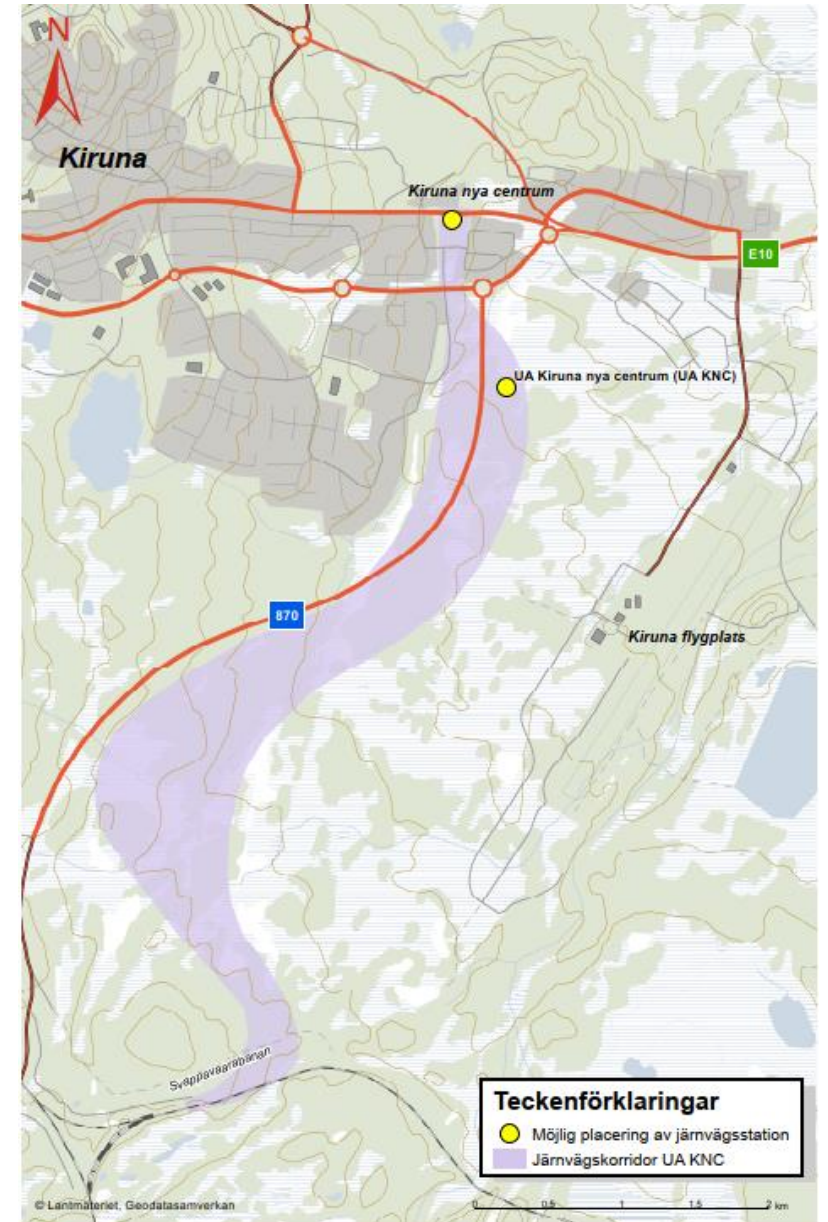 N
Kiruna
Kiruna nya centrum
E10
UA Kiruna nya centrum (UA KNC)
870
Kiruna flygplats
Svappavaarabanan
Teckenförklaringar
Möjlig placering av järnvägsstation
Järnvägskorridor UA KNC
© Lantmäteriet, Geodatasamverkan
0 0,5 1 1,5 2 km